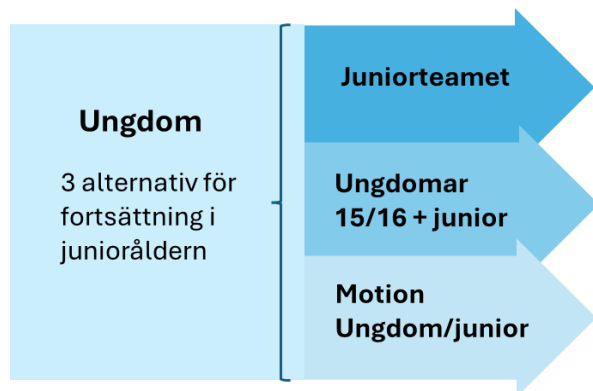 Ungdom
3 alternativ för
fortsättning i
junioråldern
Juniorteamet
Ungdomar
15/16 + junior
Motion
Ungdom/junior